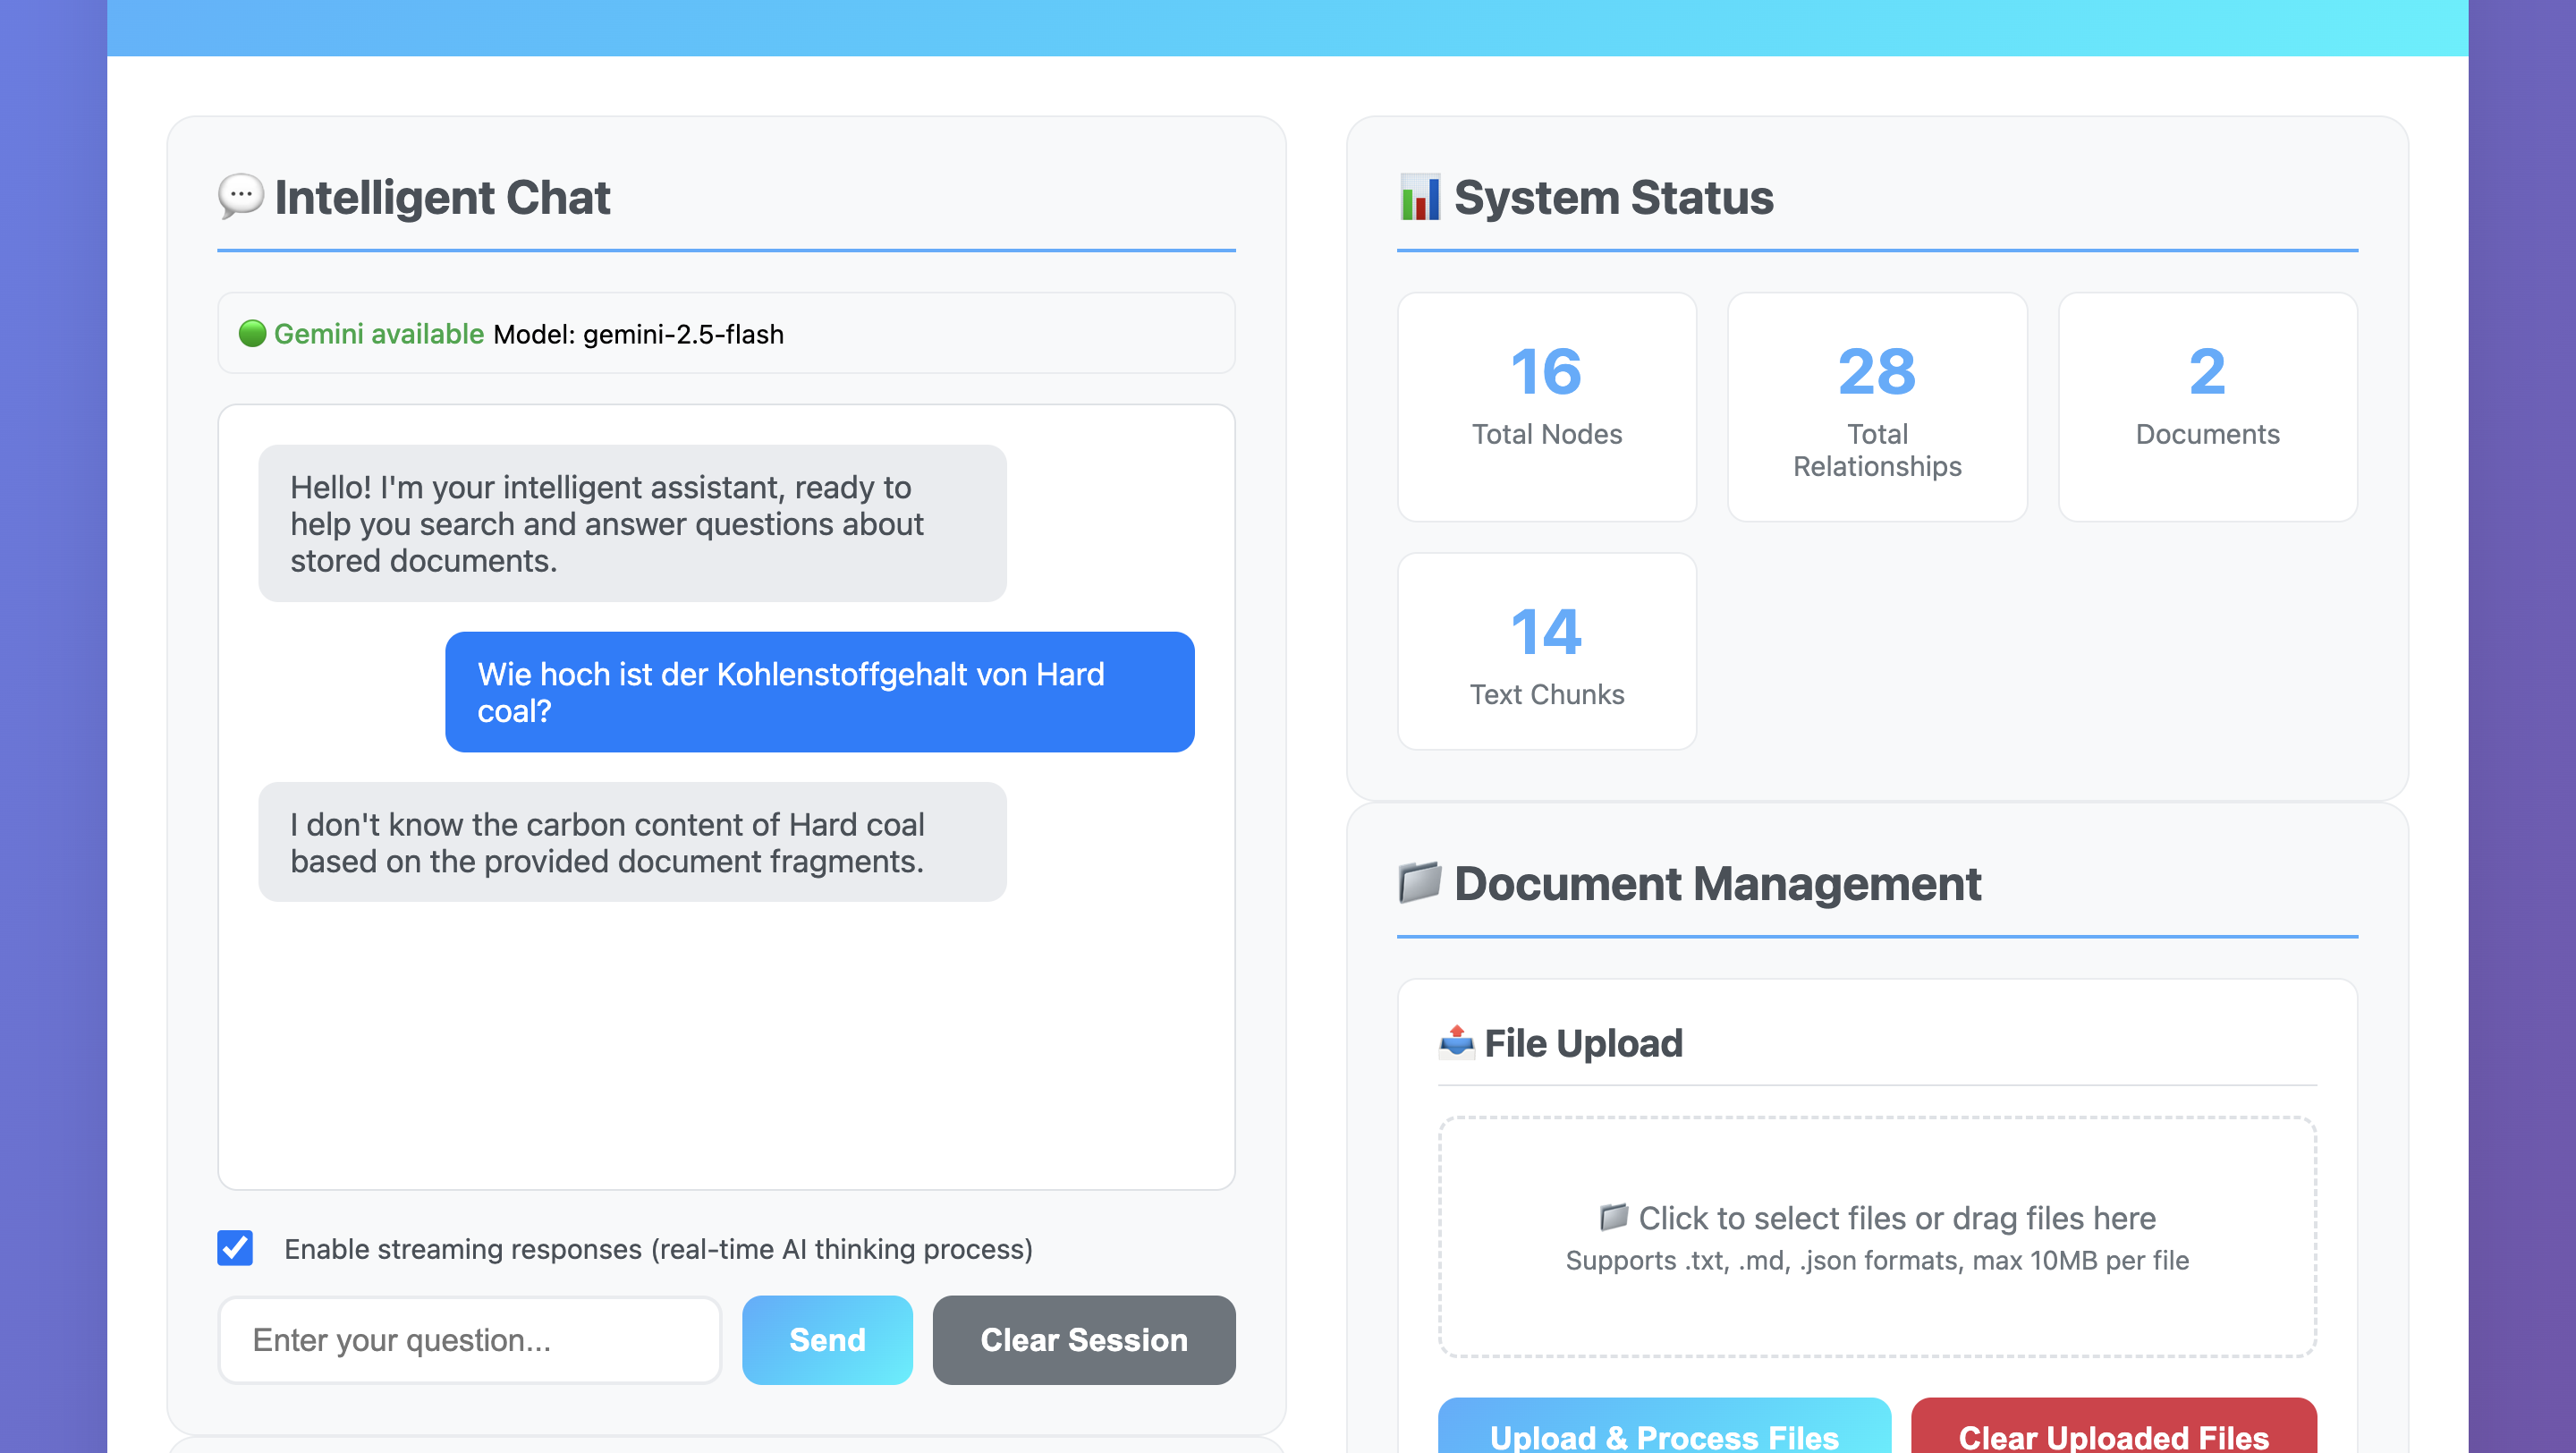 Intelligent Chat
Gemini available Model: gemini-2.5-flash
Hello! I'm your intelligent assistant, ready to
help you search and answer questions about
stored documents.
Wie hoch ist der Kohlenstoffgehalt von Hard
coal?
I don't know the carbon content of Hard coal
based on the provided document fragments.
Enable streaming responses (real-time AI thinking process)
Enter your question...
Send
Clear Session
System Status
16
Total Nodes
28
Total
Relationships
2
Documents
14
Text Chunks
Document Management
File Upload
Click to select files or drag files here
Supports .txt, .md, .json formats, max 10MB per file
Upload & Process Files
Clear Uploaded Files